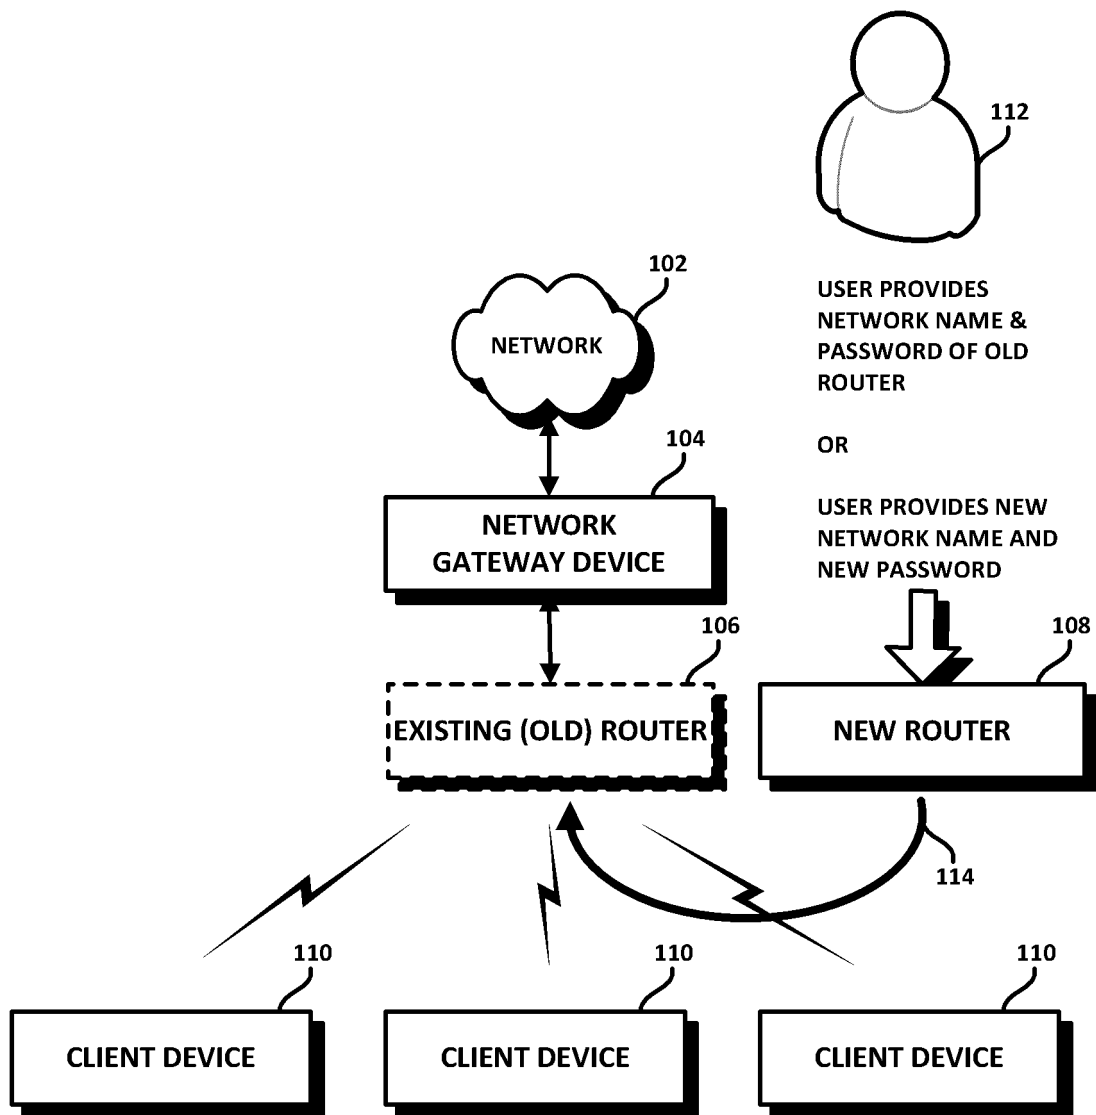 112
102
NETWORK
USER PROVIDES
NETWORK NAME &
PASSWORD OF OLD
ROUTER
OR
USER PROVIDES NEW
NETWORK NAME AND
NEW PASSWORD
104
NETWORK
GATEWAY DEVICE
106
EXISTING (OLD) ROUTER
108
NEW ROUTER
114
110
CLIENT DEVICE
110
CLIENT DEVICE
110
CLIENT DEVICE